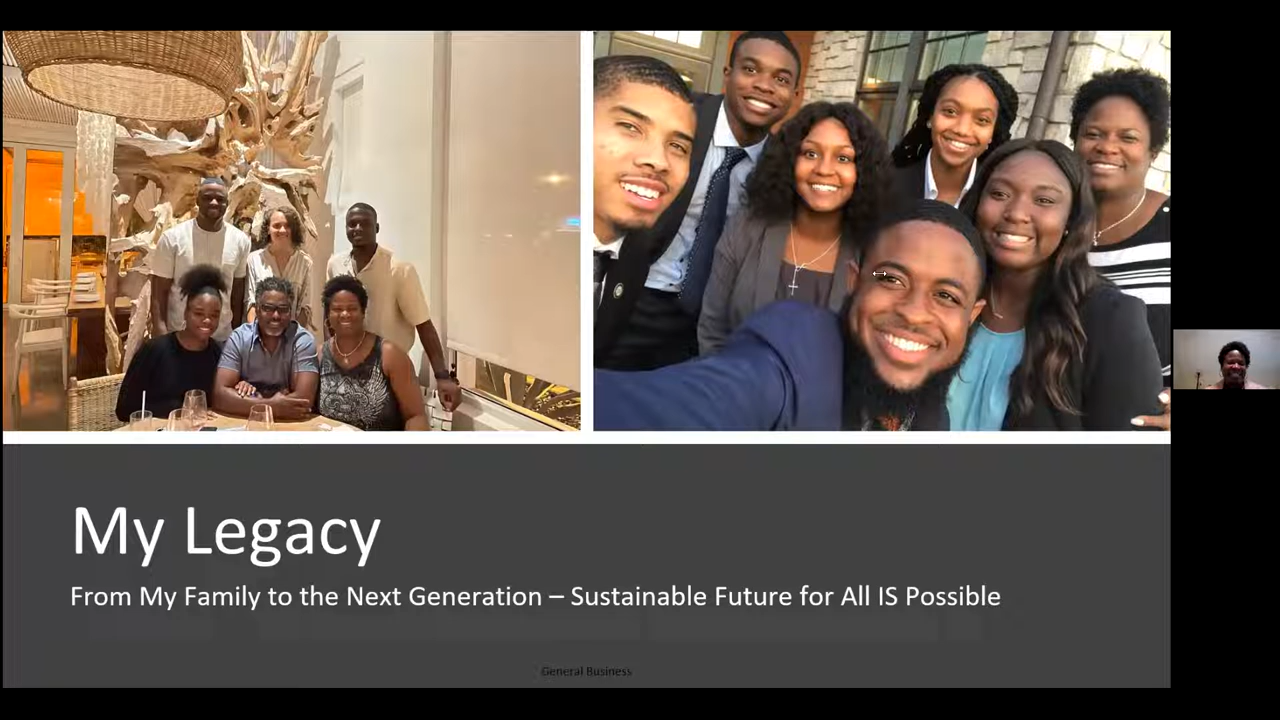 My Legacy
From My Family to the Next Generation – Sustainable Future for All IS Possible
General Business